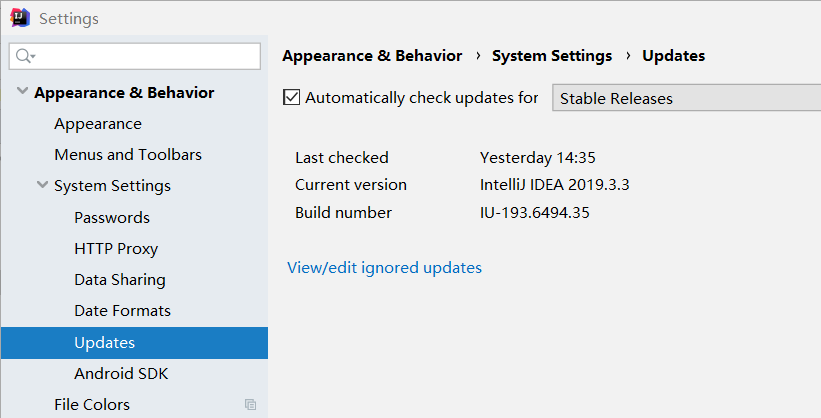 Settings
Appearance & Behavior
Appearance
Menus and Toolbars
System Settings
Passwords
HTTP Proxy
Data Sharing
Date Formats
Updates
Android SDK
File Colors
Appearance & Behavior › System Settings › Updates
Automatically check updates for Stable Releases
Last checked Yesterday 14:35
Current version IntelliJ IDEA 2019.3.3
Build number IU-193.6494.35
View/edit ignored updates